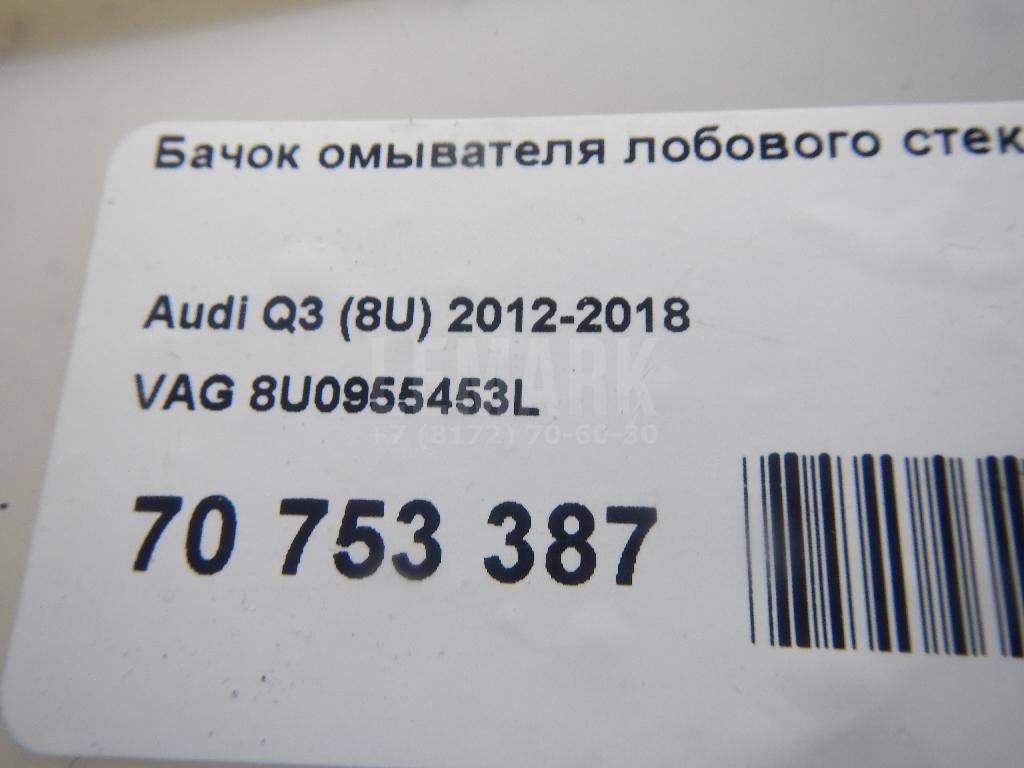 Бачок омывателя лобового стек
Audi Q3 (8U) 2012-2018
LEMARK
VAG 8U0955453L
+7 (8172) 70-60-30
70 753 387